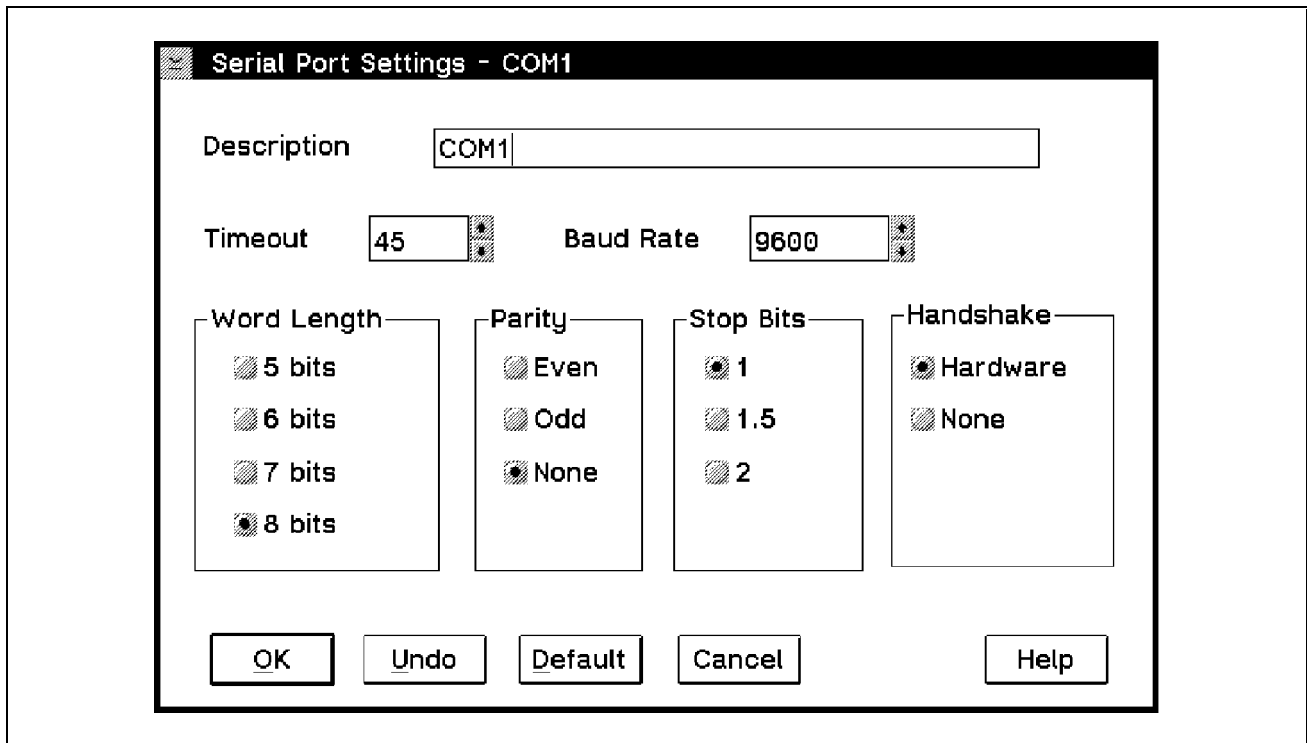 Serial Port Settings - COM1
Description COM1
Timeout 45 Baud Rate 9600
Word Length Parity Stop Bits Handshake
5 bits Even 1 Hardware
6 bits Odd 1.5 None
7 bits None 2
8 bits
OK Undo Default Cancel Help